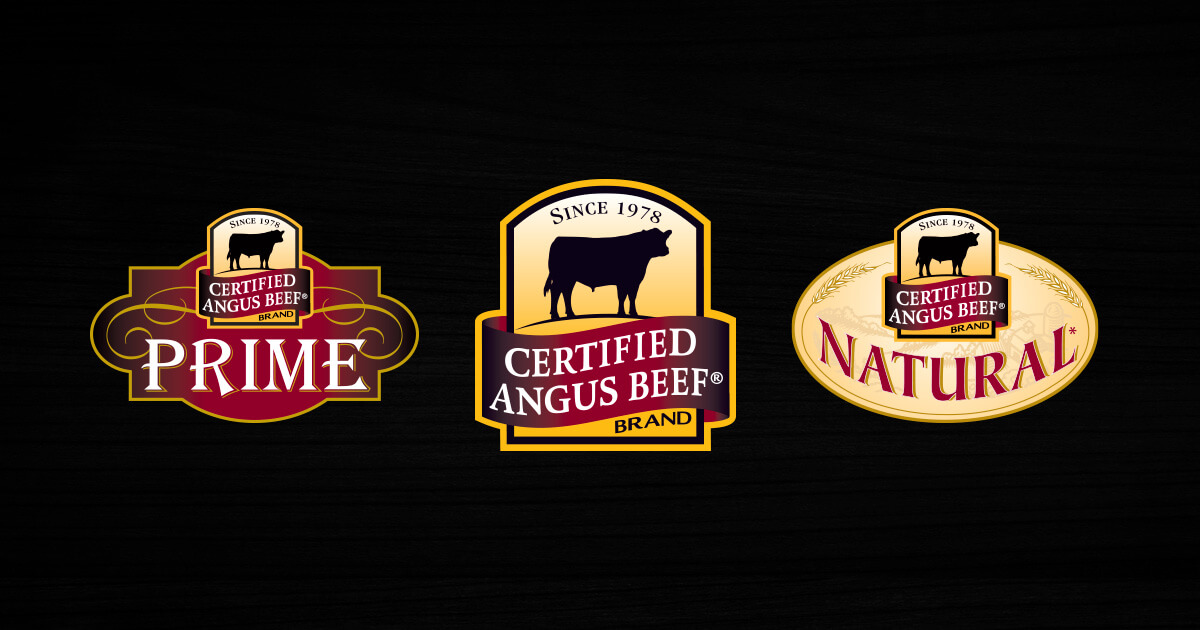 SINCE 1978
CERTIFIED
ANGUS BEEF®
BRAND
PRIME
SINCE 1978
CERTIFIED
ANGUS BEEF®
BRAND
SINCE 1978
CERTIFIED
ANGUS BEEF®
BRAND
NATURAL*